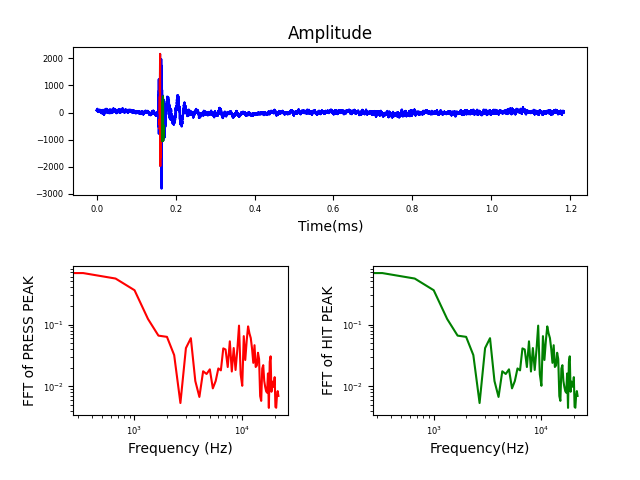 Amplitude
2000
1000
0
−1000
−2000
−3000
0.0 0.2 0.4 0.6 0.8 1.0 1.2
Time(ms)
FFT of PRESS PEAK
10⁻¹
10⁻²
10³ 10⁴
Frequency (Hz)
FFT of HIT PEAK
10⁻¹
10⁻²
10³ 10⁴
Frequency(Hz)